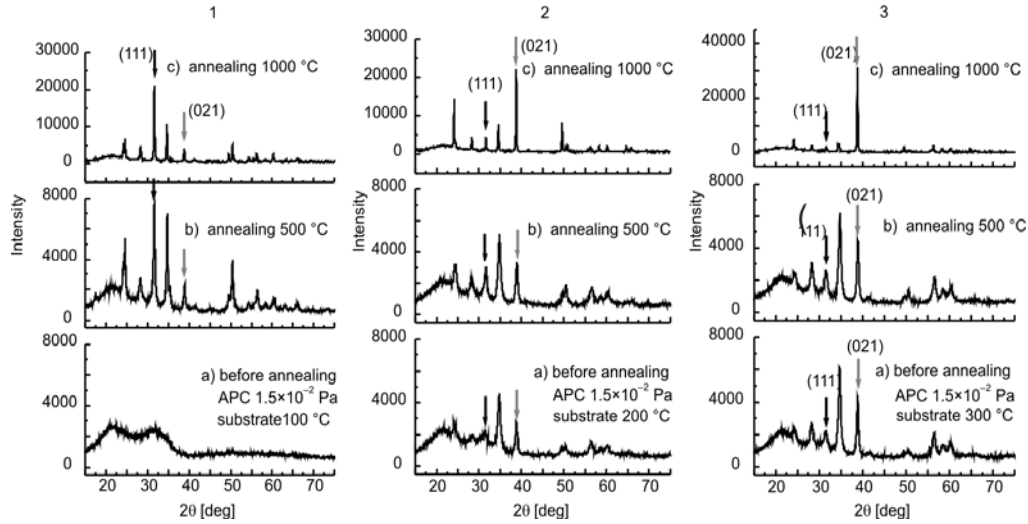 1
30000
20000
10000
0
(111)
c) annealing 1000 °C
(021)
8000
4000
0
b) annealing 500 °C
8000
4000
0
a) before annealing
APC 1.5×10⁻² Pa
substrate100 °C
Intensity
20 30 40 50 60 70
2θ [deg]
2
30000
20000
10000
0
(021)
c) annealing 1000 °C
(111)
8000
4000
0
b) annealing 500 °C
8000
4000
0
a) before annealing
APC 1.5×10⁻² Pa
substrate 200 °C
Intensity
20 30 40 50 60 70
2θ [deg]
3
40000
20000
0
(021)
c) annealing 1000 °C
(111)
8000
4000
0
(021)
b) annealing 500 °C
(11)
8000
4000
0
(021)
(111)
a) before annealing
APC 1.5×10⁻² Pa
substrate 300 °C
Intensity
20 30 40 50 60 70
2θ [deg]